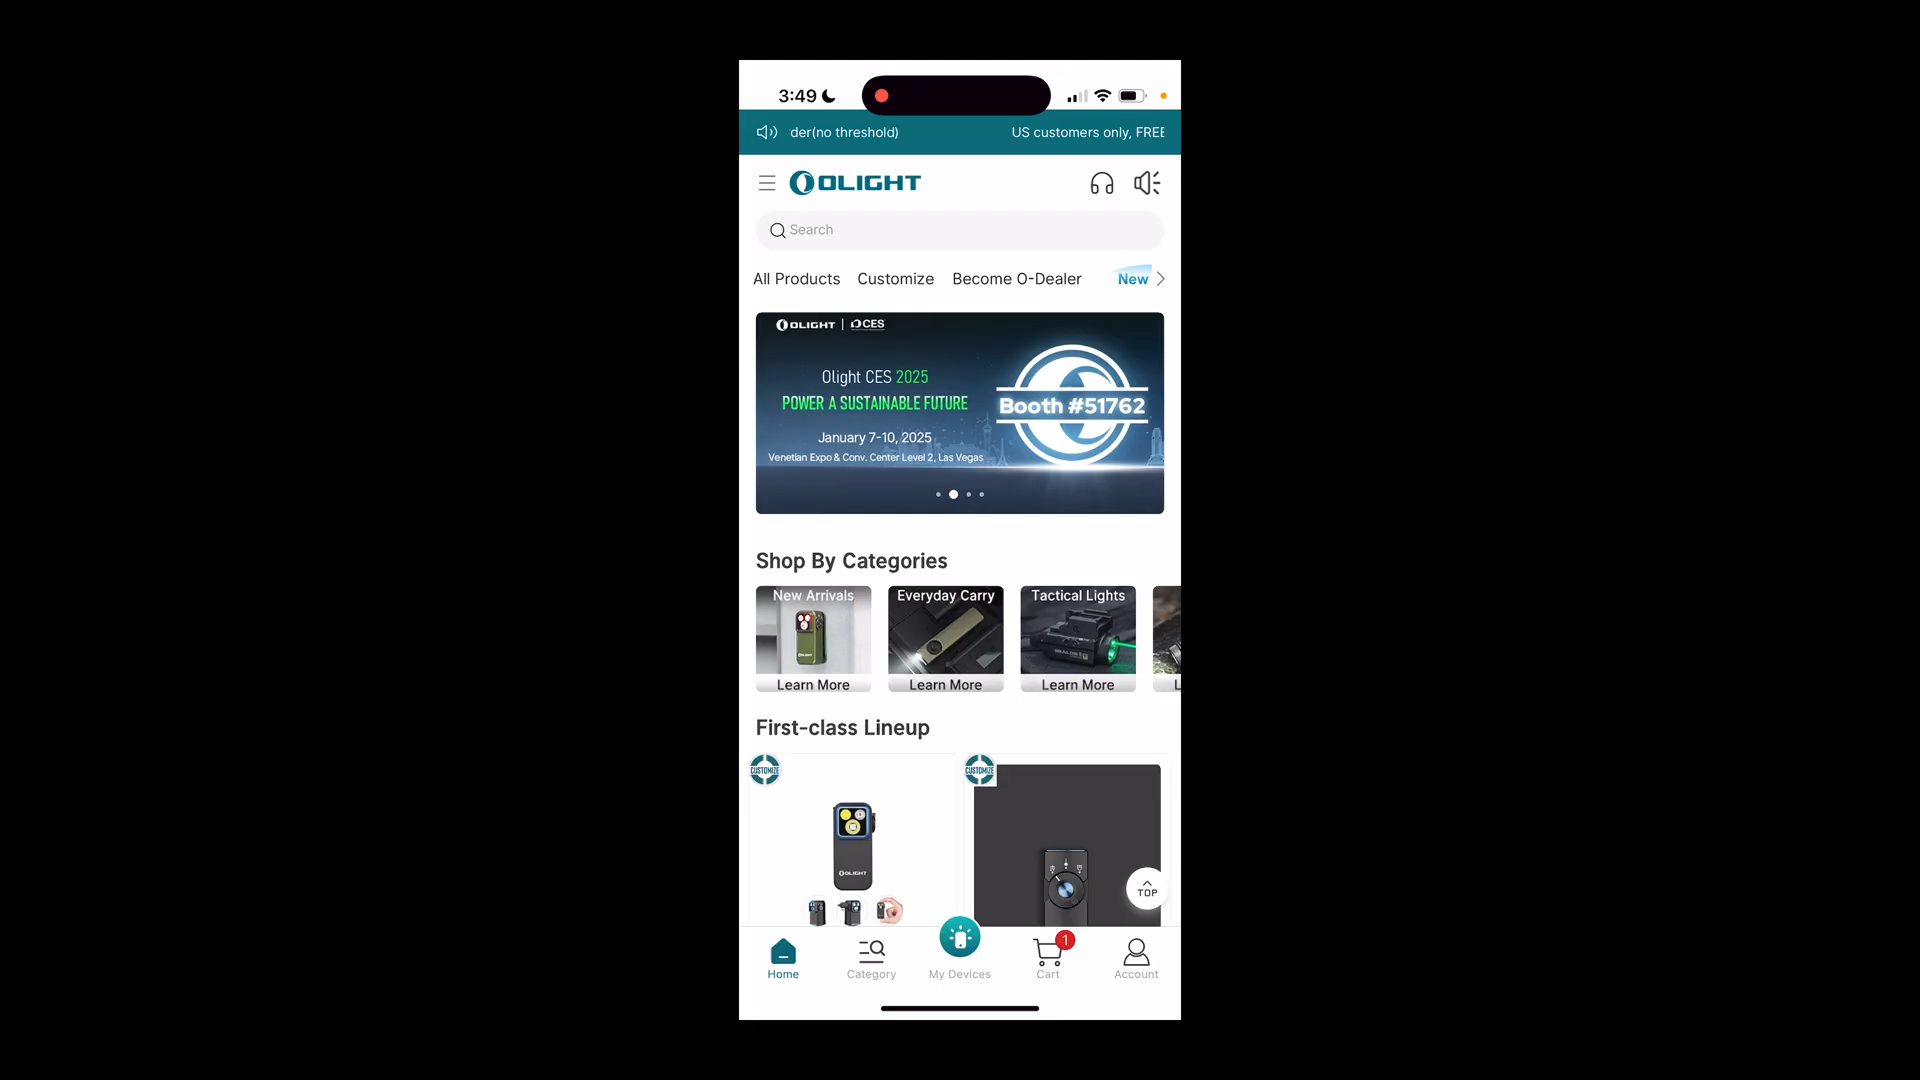 3:49
der(no threshold)
US customers only, FREE
OLIGHT
Search
All Products
Customize
Become O-Dealer
New
OLIGHT | CES
Olight CES 2025
POWER A SUSTAINABLE FUTURE
January 7-10, 2025
Venetian Expo & Conv. Center Level 2, Las Vegas
Booth #51762
Shop By Categories
New Arrivals
Everyday Carry
Tactical Lights
Learn More
Learn More
Learn More
L
First-class Lineup
CUSTOMIZE
CUSTOMIZE
OLIGHT
TOP
1
Home
Category
My Devices
Cart
Account